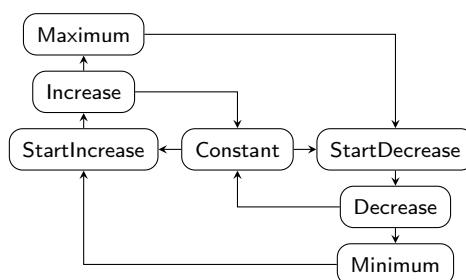 Maximum
Increase
StartIncrease
Constant
StartDecrease
Decrease
Minimum